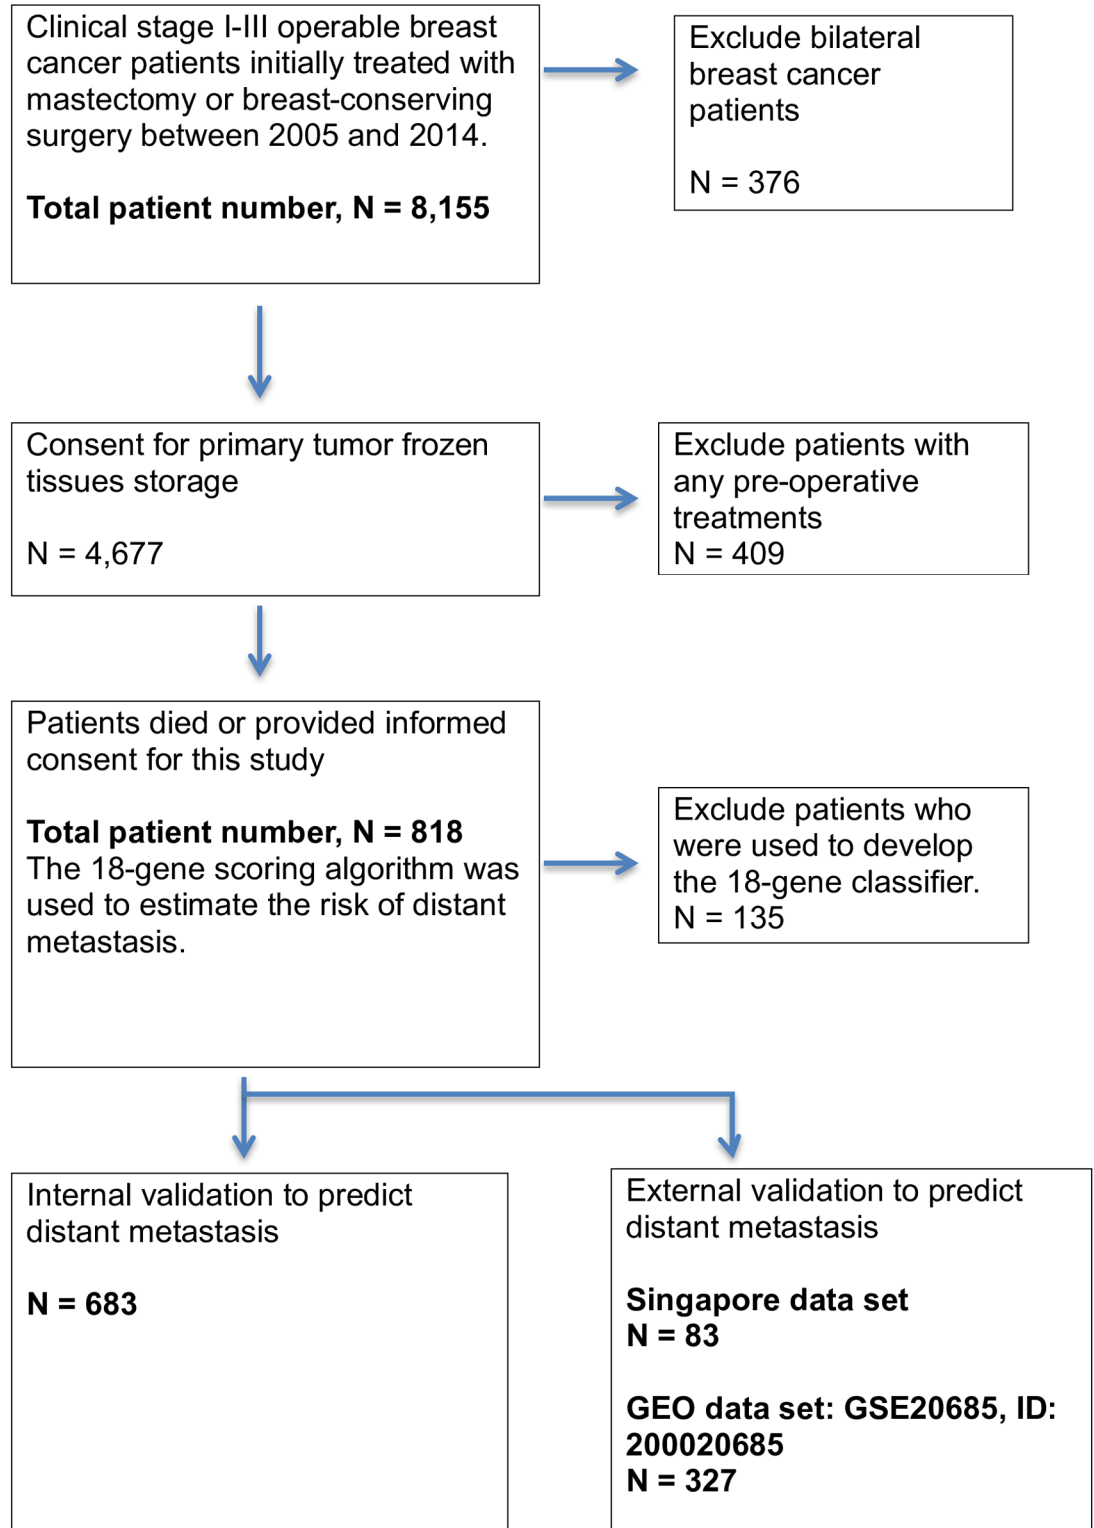 Clinical stage I-III operable breast
cancer patients initially treated with
mastectomy or breast-conserving
surgery between 2005 and 2014.
Total patient number, N = 8,155
Exclude bilateral
breast cancer
patients
N = 376
Consent for primary tumor frozen
tissues storage
N = 4,677
Exclude patients with
any pre-operative
treatments
N = 409
Patients died or provided informed
consent for this study
Total patient number, N = 818
The 18-gene scoring algorithm was
used to estimate the risk of distant
metastasis.
Exclude patients who
were used to develop
the 18-gene classifier.
N = 135
Internal validation to predict
distant metastasis
N = 683
External validation to predict
distant metastasis
Singapore data set
N = 83
GEO data set: GSE20685, ID:
200020685
N = 327